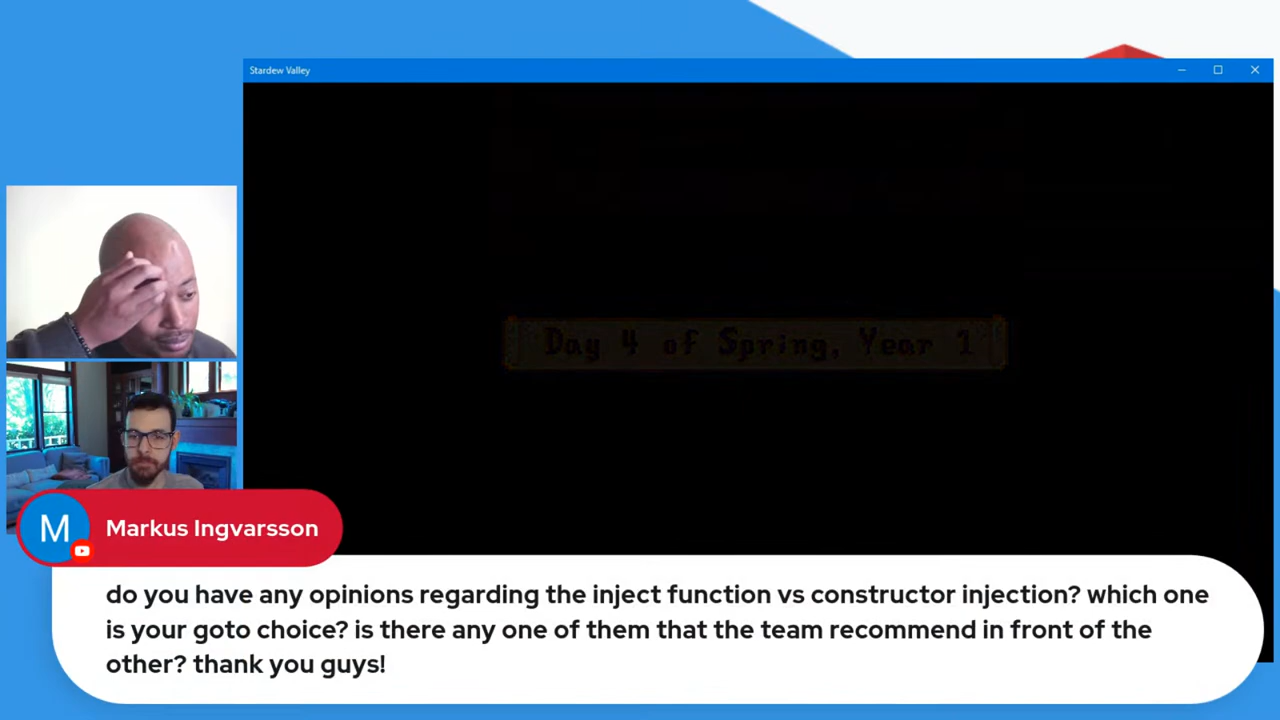 Stardew Valley
Day 4 of Spring, Year 1
M
Markus Ingvarsson
do you have any opinions regarding the inject function vs constructor injection? which one
is your goto choice? is there any one of them that the team recommend in front of the
other? thank you guys!